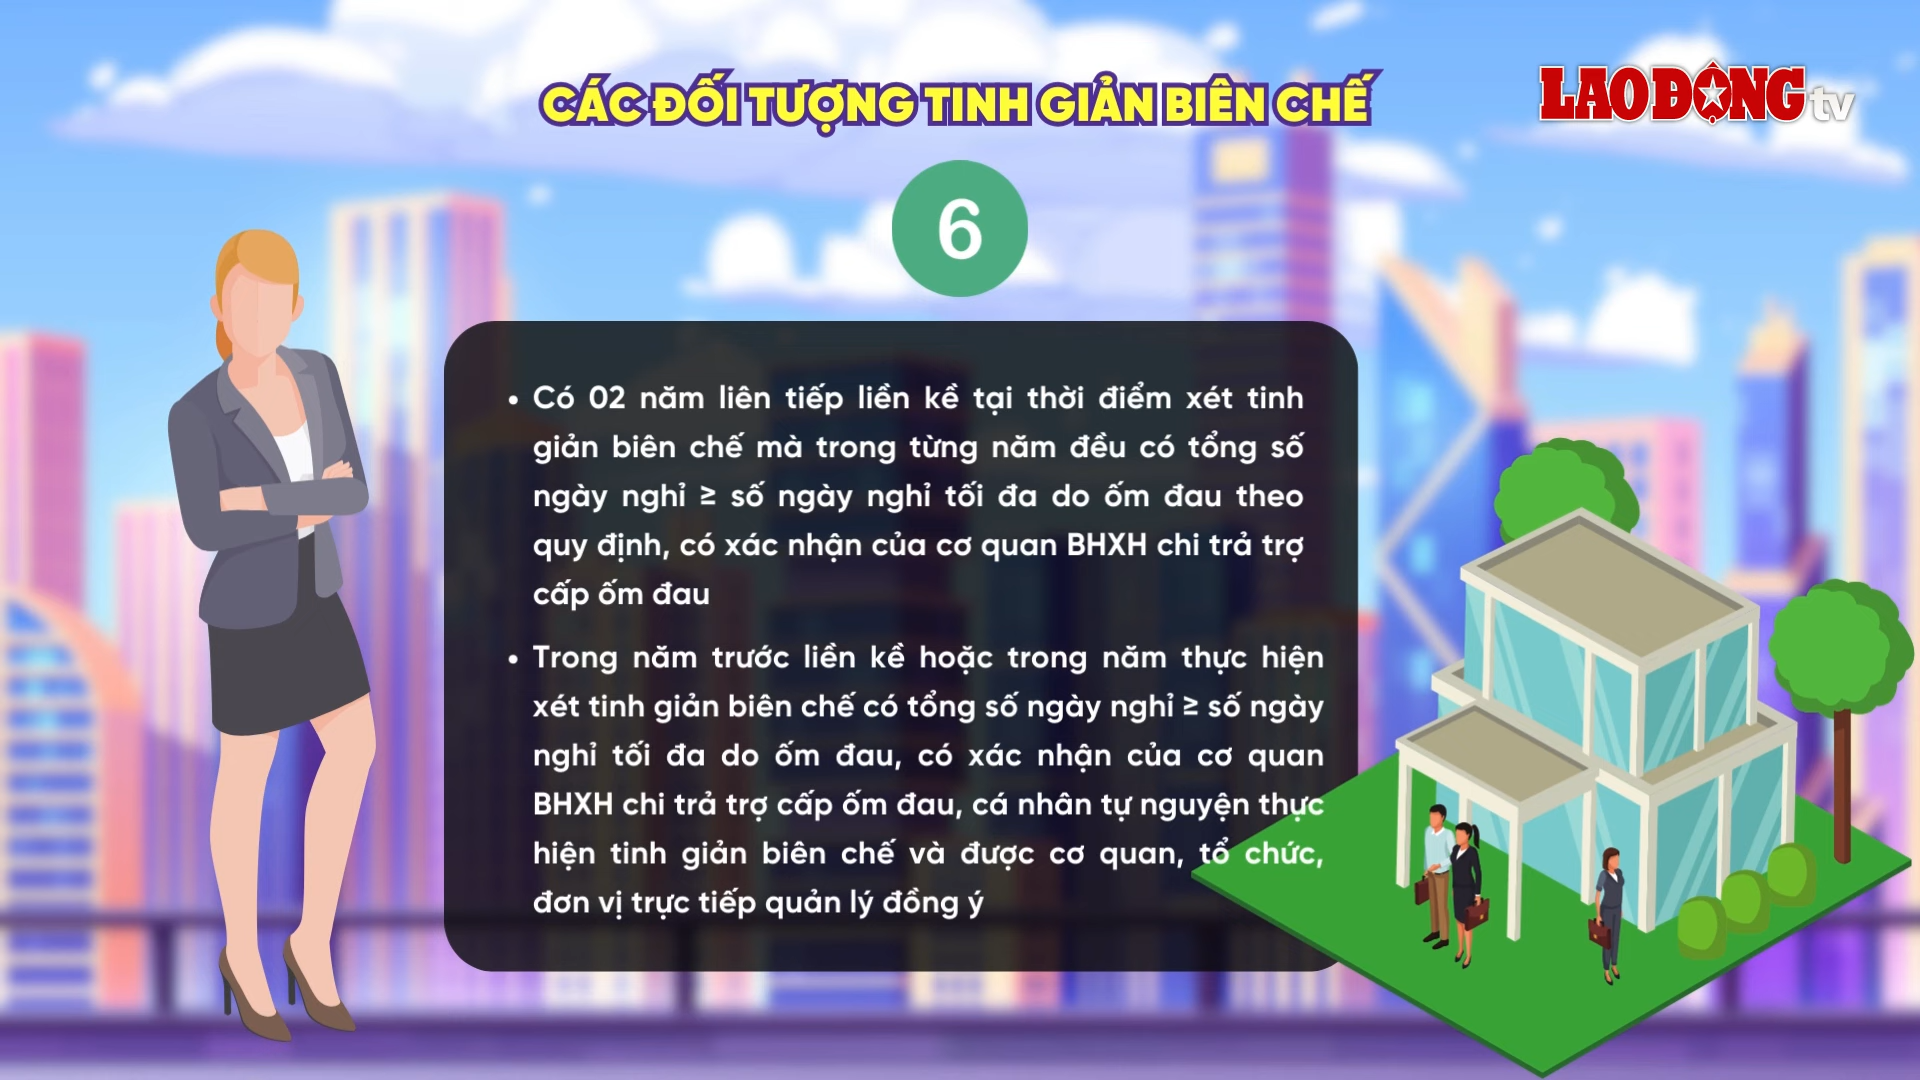 CÁC ĐỐI TƯỢNG TINH GIẢN BIÊN CHẾ
LAO ĐỘNG tv
6
• Có 02 năm liên tiếp liền kề tại thời điểm xét tinh
giản biên chế mà trong từng năm đều có tổng số
ngày nghỉ ≥ số ngày nghỉ tối đa do ốm đau theo
quy định, có xác nhận của cơ quan BHXH chi trả trợ
cấp ốm đau
• Trong năm trước liền kề hoặc trong năm thực hiện
xét tinh giản biên chế có tổng số ngày nghỉ ≥ số ngày
nghỉ tối đa do ốm đau, có xác nhận của cơ quan
BHXH chi trả trợ cấp ốm đau, cá nhân tự nguyện thực
hiện tinh giản biên chế và được cơ quan, tổ chức,
đơn vị trực tiếp quản lý đồng ý